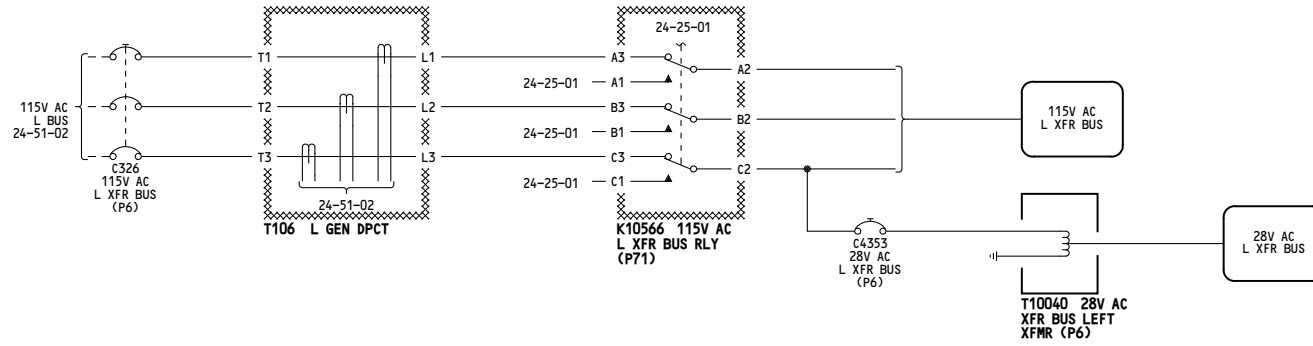 115V AC
L BUS
24-51-02
C326
115V AC
L XFR BUS
(P6)
T1
T2
T3
L1
L2
L3
24-51-02
T106 L GEN DPCT
24-25-01
A3
24-25-01
A1
B3
24-25-01
B1
C3
24-25-01
C1
A2
B2
C2
K10566 115V AC
L XFR BUS RLY
(P71)
115V AC
L XFR BUS
C4353
28V AC
L XFR BUS
(P6)
T10040 28V AC
XFR BUS LEFT
XFMR (P6)
28V AC
L XFR BUS